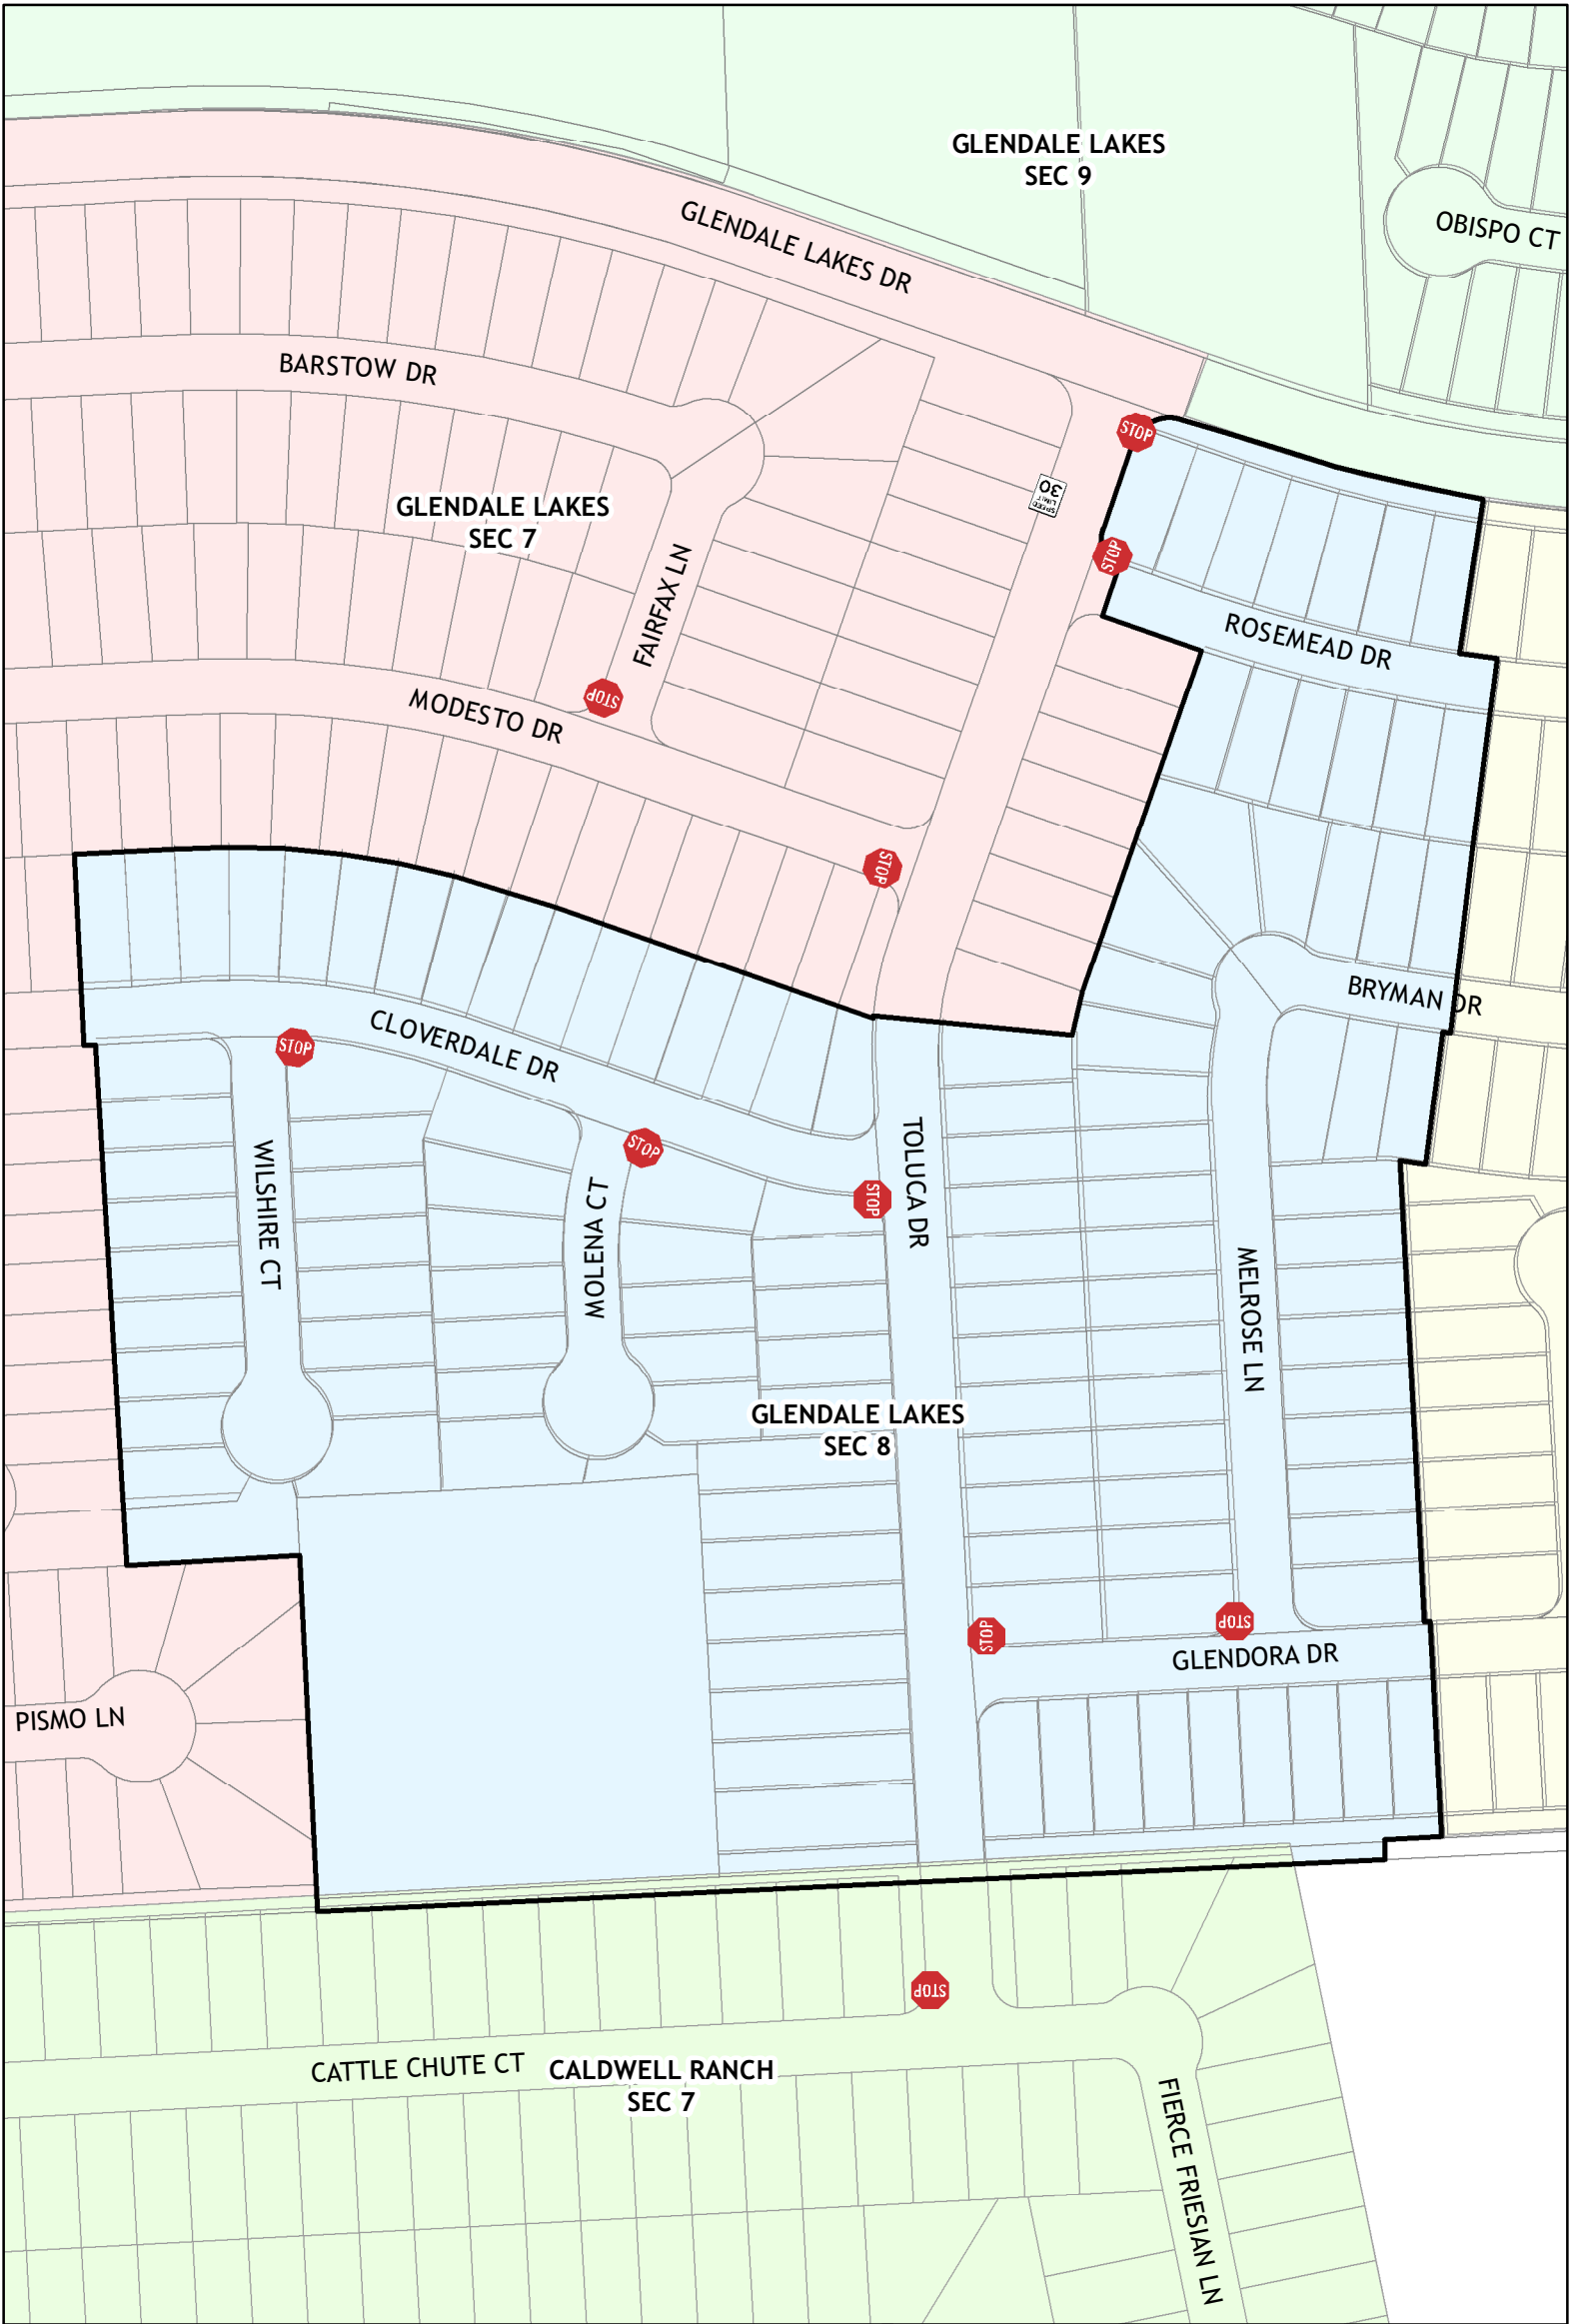 GLENDALE LAKES
SEC 9
OBISPO CT
GLENDALE LAKES DR
BARSTOW DR
STOP
SPEED
LIMIT
30
GLENDALE LAKES
SEC 7
STOP
FAIRFAX LN
ROSEMEAD DR
STOP
MODESTO DR
STOP
BRYMAN DR
CLOVERDALE DR
STOP
STOP
STOP
WILSHIRE CT
MOLENA CT
TOLUCA DR
MELROSE LN
GLENDALE LAKES
SEC 8
STOP
STOP
GLENDORA DR
PISMO LN
STOP
CATTLE CHUTE CT
CALDWELL RANCH
SEC 7
FIERCE FRIESIAN LN